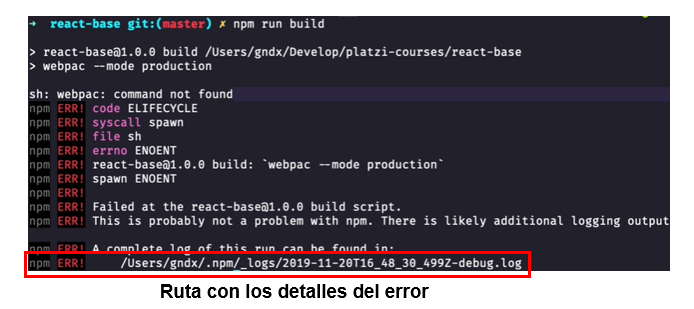 → react-base git:(master) ✗ npm run build
> react-base@1.0.0 build /Users/gndx/Develop/platzi-courses/react-base
> webpac --mode production
sh: webpac: command not found
npm ERR! code ELIFECYCLE
npm ERR! syscall spawn
npm ERR! file sh
npm ERR! errno ENOENT
npm ERR! react-base@1.0.0 build: `webpac --mode production`
npm ERR! spawn ENOENT
npm ERR!
npm ERR! Failed at the react-base@1.0.0 build script.
npm ERR! This is probably not a problem with npm. There is likely additional logging output
npm ERR! A complete log of this run can be found in:
npm ERR! /Users/gndx/.npm/_logs/2019-11-20T16_48_30_499Z-debug.log
Ruta con los detalles del error